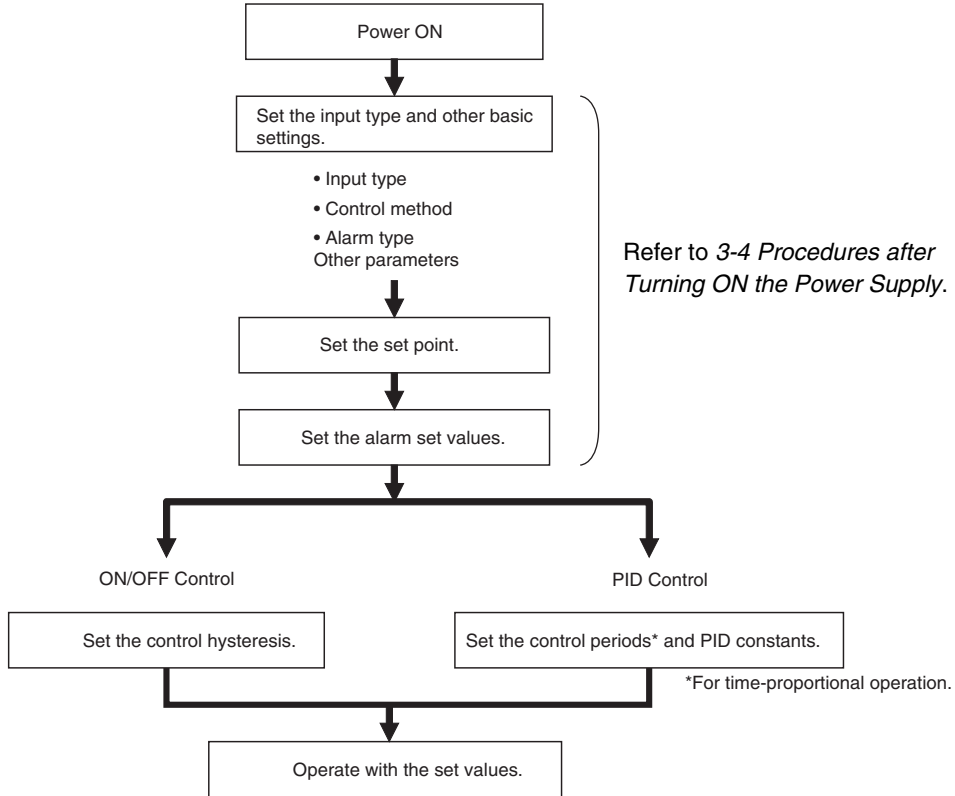 Power ON
Set the input type and other basic
settings.
• Input type
• Control method
• Alarm type
Other parameters
Refer to 3-4 Procedures after
Turning ON the Power Supply.
Set the set point.
Set the alarm set values.
ON/OFF Control
PID Control
Set the control hysteresis.
Set the control periods* and PID constants.
*For time-proportional operation.
Operate with the set values.